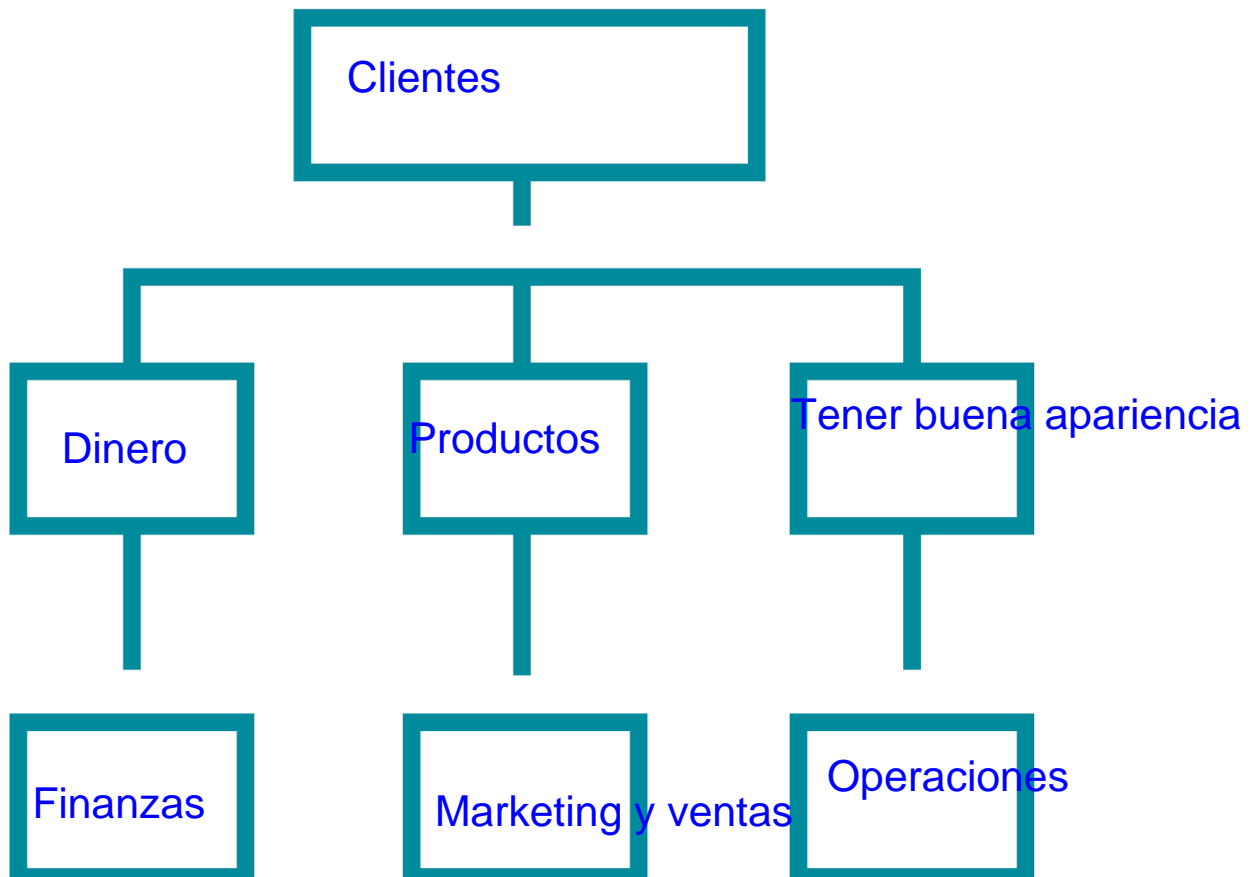 Clientes
Dinero
Productos
Tener buena apariencia
Finanzas
Marketing y ventas
Operaciones